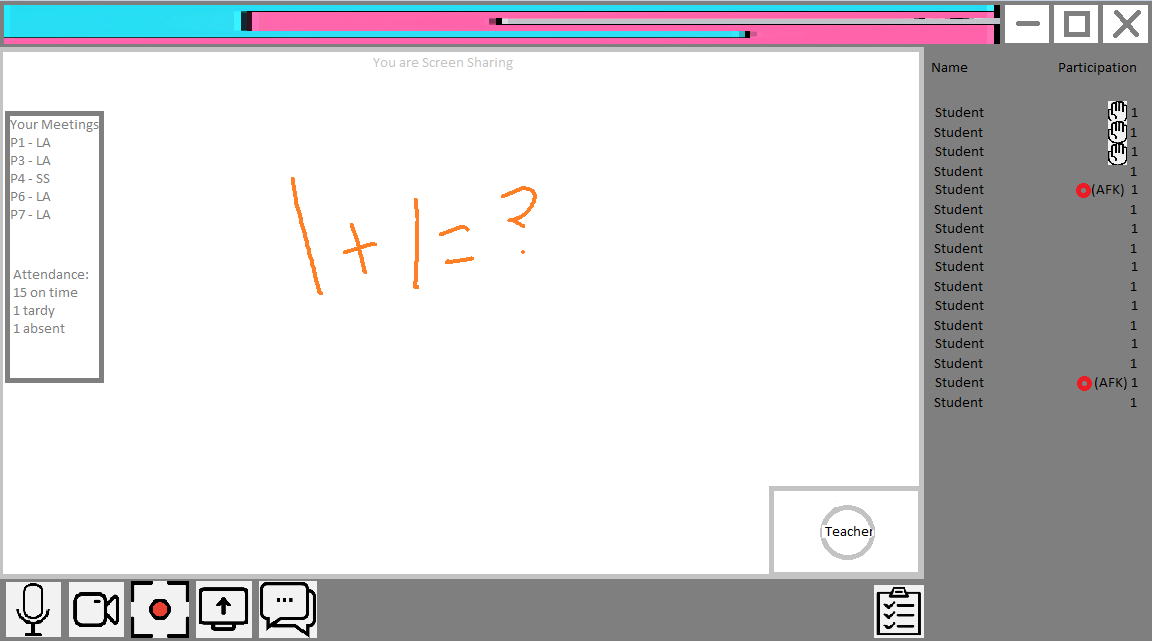 You are Screen Sharing
Your Meetings
P1 - LA
P3 - LA
P4 - SS
P6 - LA
P7 - LA
Attendance:
15 on time
1 tardy
1 absent
1 + 1 = ?
Teacher
Name Participation
Student 1
Student 1
Student 1
Student 1
Student (AFK) 1
Student 1
Student 1
Student 1
Student 1
Student 1
Student 1
Student 1
Student 1
Student 1
Student (AFK) 1
Student 1